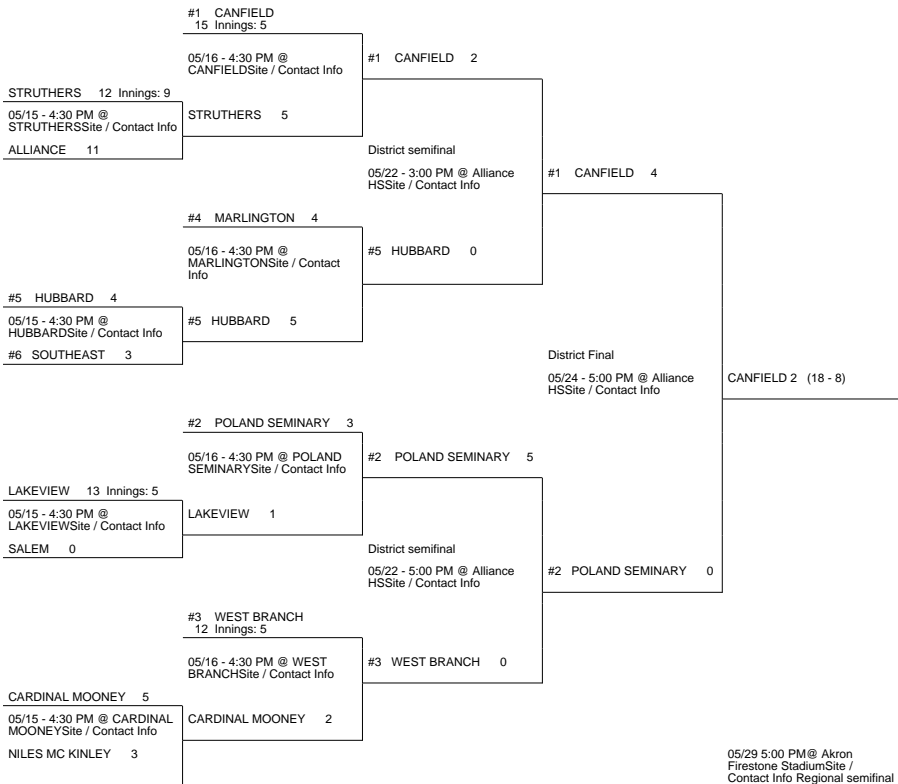 #1 CANFIELD
15 Innings: 5
05/16 - 4:30 PM @
CANFIELDSite / Contact Info
#1 CANFIELD 2
STRUTHERS 12 Innings: 9
05/15 - 4:30 PM @
STRUTHERSSite / Contact Info
STRUTHERS 5
ALLIANCE 11
District semifinal
05/22 - 3:00 PM @ Alliance
HSSite / Contact Info
#1 CANFIELD 4
#4 MARLINGTON 4
05/16 - 4:30 PM @
MARLINGTONSite / Contact
Info
#5 HUBBARD 0
#5 HUBBARD 4
05/15 - 4:30 PM @
HUBBARDSite / Contact Info
#5 HUBBARD 5
#6 SOUTHEAST 3
District Final
05/24 - 5:00 PM @ Alliance
HSSite / Contact Info
CANFIELD 2 (18 - 8)
#2 POLAND SEMINARY 3
05/16 - 4:30 PM @ POLAND
SEMINARYSite / Contact Info
#2 POLAND SEMINARY 5
LAKEVIEW 13 Innings: 5
05/15 - 4:30 PM @
LAKEVIEWSite / Contact Info
LAKEVIEW 1
SALEM 0
District semifinal
05/22 - 5:00 PM @ Alliance
HSSite / Contact Info
#2 POLAND SEMINARY 0
#3 WEST BRANCH
12 Innings: 5
05/16 - 4:30 PM @ WEST
BRANCHSite / Contact Info
#3 WEST BRANCH 0
CARDINAL MOONEY 5
05/15 - 4:30 PM @ CARDINAL
MOONEYSite / Contact Info
CARDINAL MOONEY 2
NILES MC KINLEY 3
05/29 5:00 PM@ Akron
Firestone StadiumSite /
Contact Info Regional semifinal